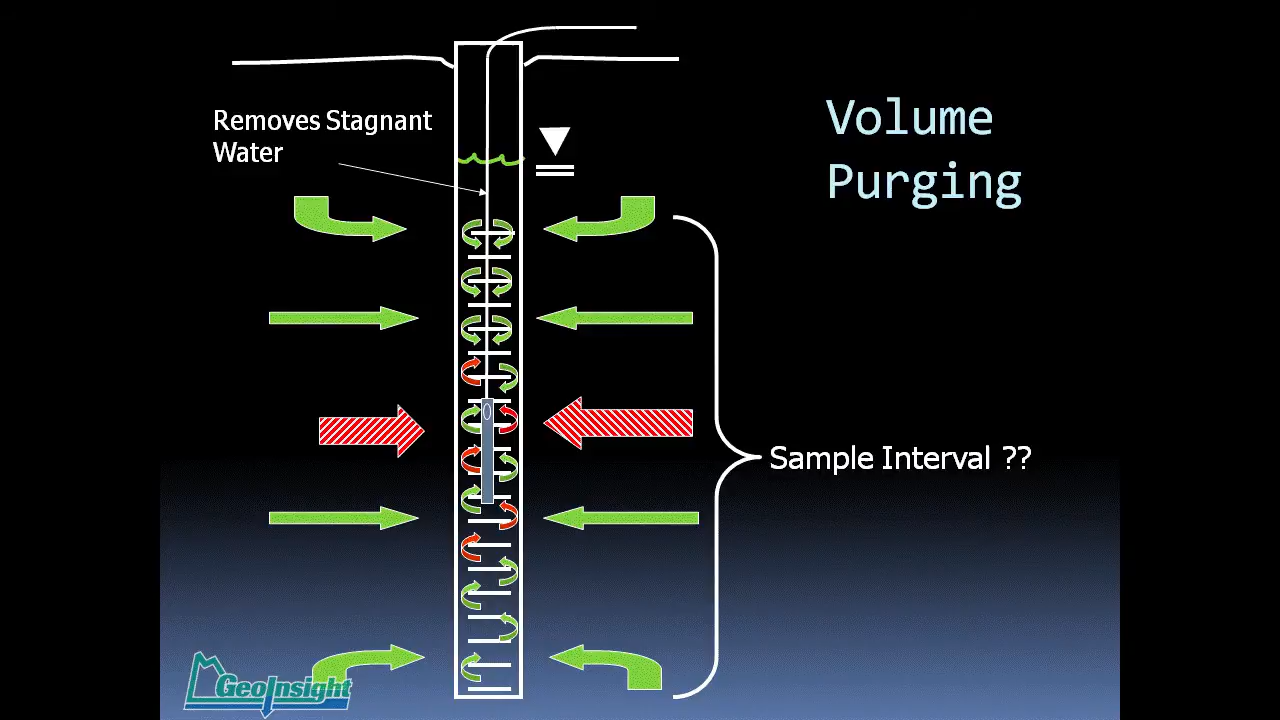 Volume
Purging
Removes Stagnant
Water
Sample Interval ??
GeoInsight